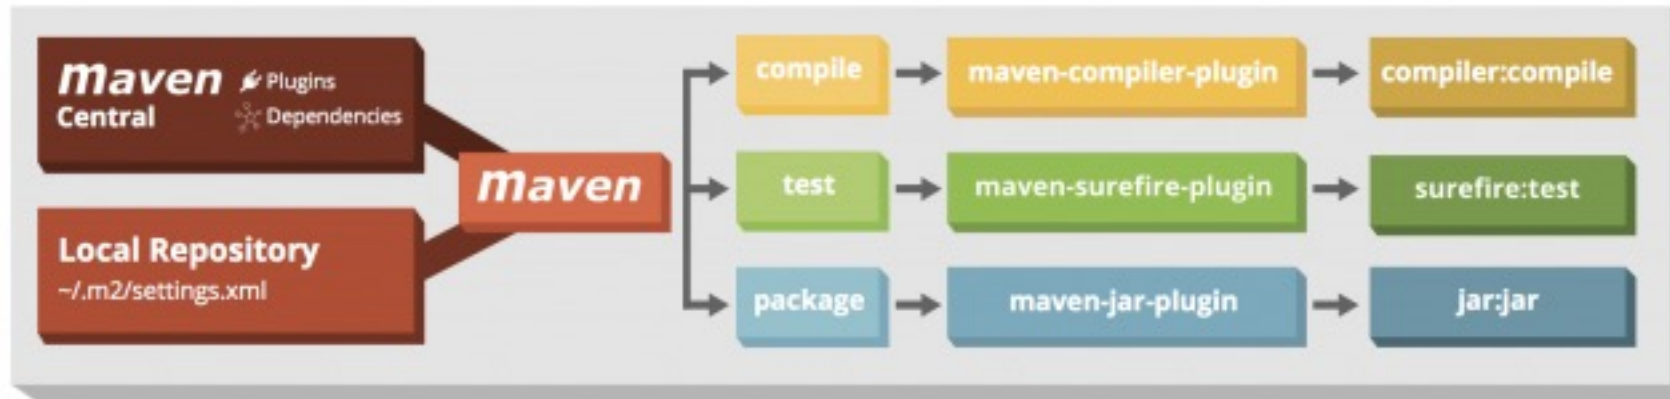 maven Plugins
Central Dependencies
Local Repository
~/.m2/settings.xml
maven
compile
maven-compiler-plugin
compiler:compile
test
maven-surefire-plugin
surefire:test
package
maven-jar-plugin
jar:jar